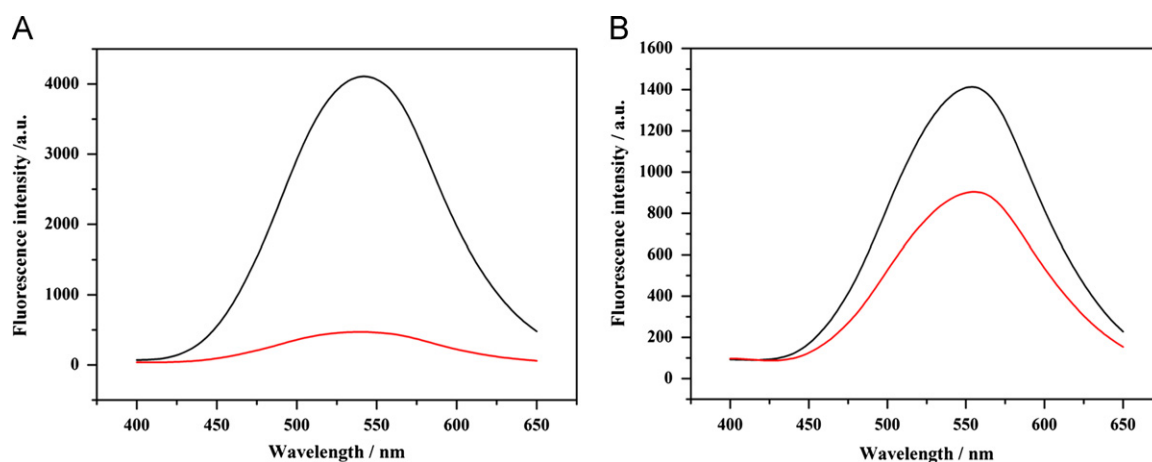 A
Fluorescence intensity /a.u.
4000
3000
2000
1000
0
400 450 500 550 600 650
Wavelength / nm
B
Fluorescence intensity / a.u.
1600
1400
1200
1000
800
600
400
200
0
400 450 500 550 600 650
Wavelength / nm